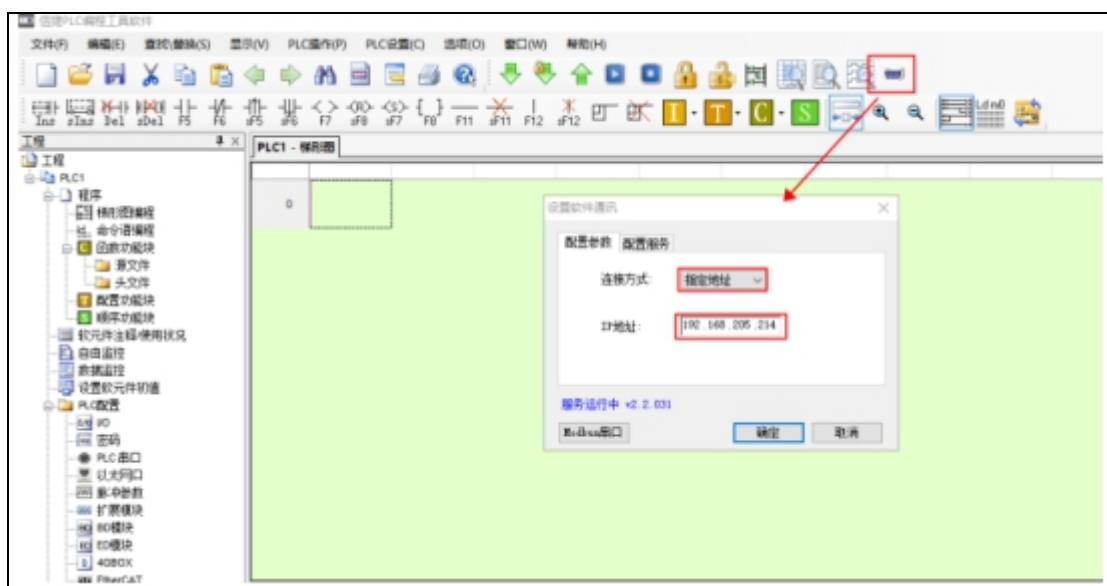 信捷PLC编程工具软件
文件(F) 编辑(E) 查找\替换(S) 显示(V) PLC操作(P) PLC设置(C) 选项(O) 窗口(W) 帮助(H)
Ins sIns Del sDel F5 F6 sF5 sF6 F7 sF8 sF7 F8 F11 sF11 F12 sF12 I T C S
工程
PLC1 - 梯形图
工程
PLC1
程序
梯形图编程
命令语编程
函数功能块
源文件
头文件
配置功能块
顺序功能块
软元件注释/使用状况
自由监控
数据监控
设置软元件初值
PLC配置
I/O
密码
PLC串口
以太网口
脉冲参数
扩展模块
BD模块
ED模块
4GBOX
EtherCAT
0
设置软件通讯
配置参数 配置服务
连接方式: 指定地址
IP地址: 192 .168 .205 .214
服务运行中 v2.2.031
Modbus串口 确定 取消